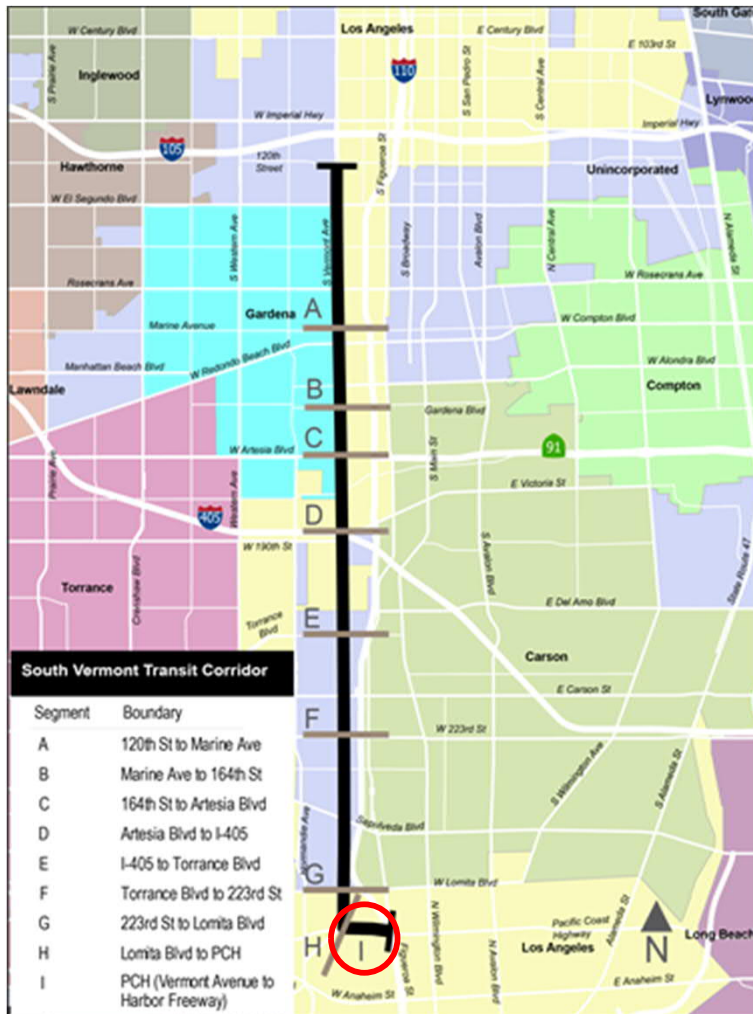 South Gat
W Century Blvd
Los Angeles
E Century Blvd
E 103rd St
S Prairie Ave
Inglewood
110
S San Pedro St
S Central Ave
Lynwood
W Imperial Hwy
Imperial Hwy
105
120th
Street
S Figueroa St
Hawthorne
Unincorporated
W El Segundo Blvd
S Western Ave
S Vermont Ave
S Broadway
Avalon Blvd
N Central Ave
N Alameda St
W Rosecrans Ave
Rosecrans Ave
Gardena
A
Marine Avenue
W Compton Blvd
W Redondo Beach Blvd
Manhattan Beach Blvd
W Alondra Blvd
Lawndale
B
Compton
Gardena Blvd
C
W Artesia Blvd
S Main St
91
Prairie Ave
Western Ave
E Victoria St
D
405
W 190th St
State Route 47
Torrance
Crenshaw Blvd
S Avalon Blvd
E Del Amo Blvd
E
Torrance
Blvd
Carson
E Carson St
F
W 223rd St
S Wilmington Ave
S Alameda St
South Vermont Transit Corridor
Segment Boundary
A 120th St to Marine Ave
B Marine Ave to 164th St
C 164th St to Artesia Blvd
D Artesia Blvd to I-405
E I-405 to Torrance Blvd
F Torrance Blvd to 223rd St
G 223rd St to Lomita Blvd
H Lomita Blvd to PCH
I PCH (Vermont Avenue to
Harbor Freeway)
Normandie Ave
Sepulveda Blvd
G
W Lomita Blvd
H
I
Figueroa St
N Wilmington Blvd
N Avalon Blvd
Pacific Coast
Highway
Alameda St
Los Angeles
N
Long Beach
W Anaheim St
E Anaheim St